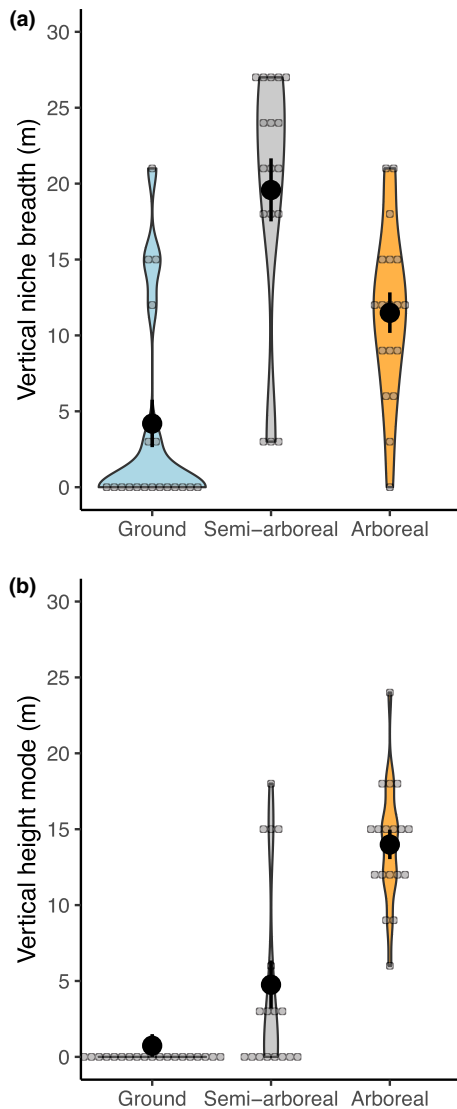 (a)
Vertical niche breadth (m)
30
25
20
15
10
5
0
Ground Semi−arboreal Arboreal
(b)
Vertical height mode (m)
30
25
20
15
10
5
0
Ground Semi−arboreal Arboreal